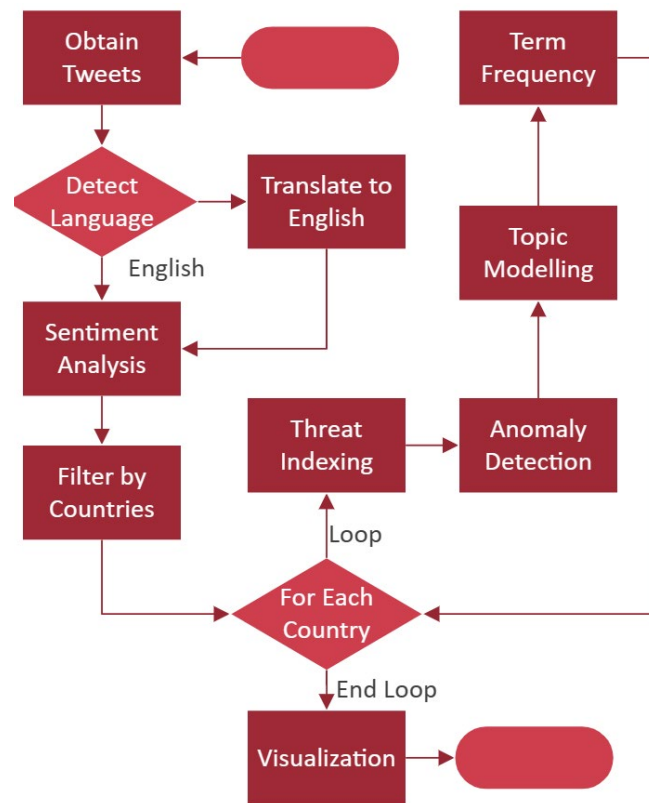 Obtain
Tweets
Term
Frequency
Detect
Language
Translate to
English
Topic
Modelling
English
Sentiment
Analysis
Threat
Indexing
Anomaly
Detection
Filter by
Countries
Loop
For Each
Country
End Loop
Visualization